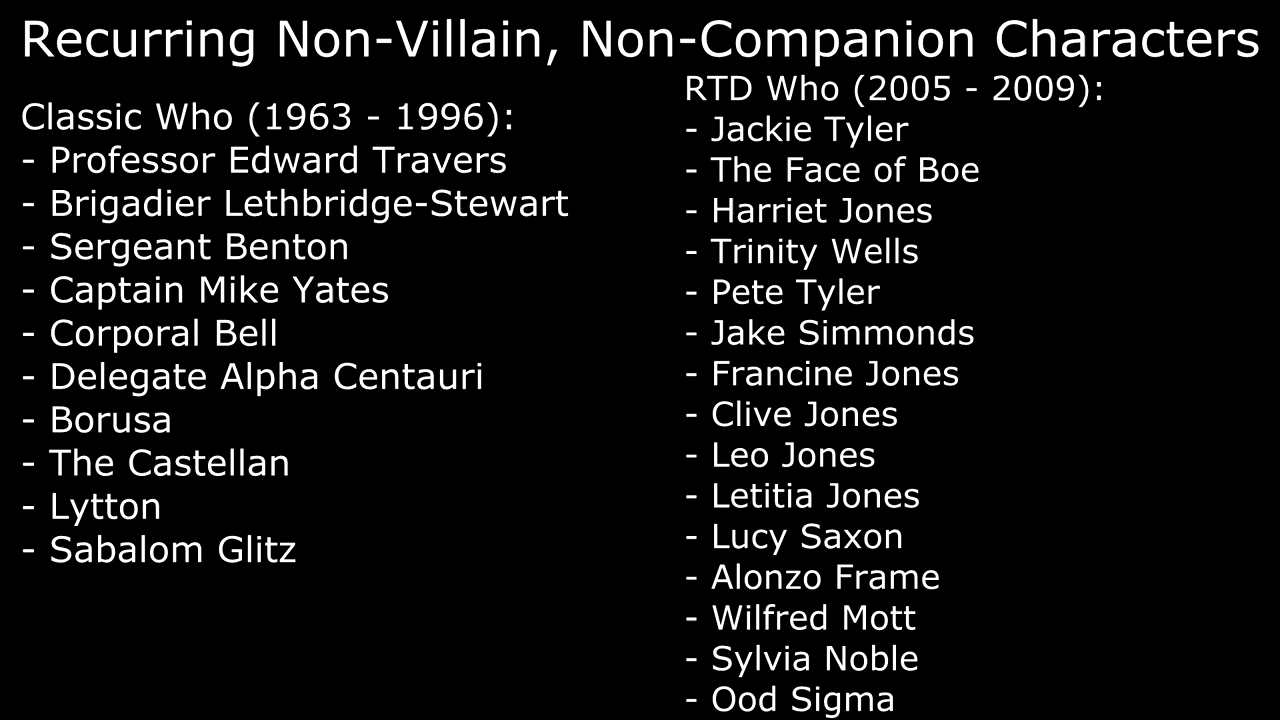 Recurring Non-Villain, Non-Companion Characters
Classic Who (1963 - 1996):
- Professor Edward Travers
- Brigadier Lethbridge-Stewart
- Sergeant Benton
- Captain Mike Yates
- Corporal Bell
- Delegate Alpha Centauri
- Borusa
- The Castellan
- Lytton
- Sabalom Glitz
RTD Who (2005 - 2009):
- Jackie Tyler
- The Face of Boe
- Harriet Jones
- Trinity Wells
- Pete Tyler
- Jake Simmonds
- Francine Jones
- Clive Jones
- Leo Jones
- Letitia Jones
- Lucy Saxon
- Alonzo Frame
- Wilfred Mott
- Sylvia Noble
- Ood Sigma